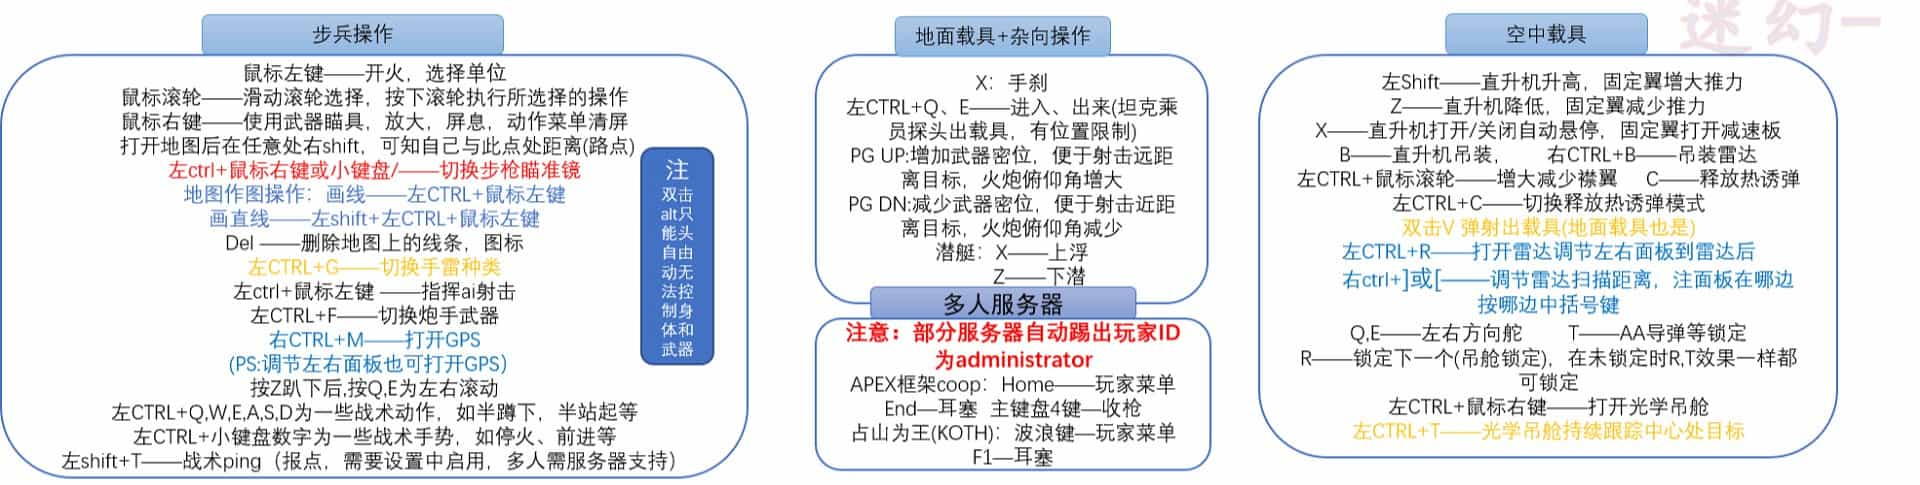 步兵操作
鼠标左键——开火，选择单位
鼠标滚轮——滑动滚轮选择，按下滚轮执行所选择的操作
鼠标右键——使用武器瞄具，放大，屏息，动作菜单清屏
打开地图后在任意处右shift，可知自己与此点处距离(路点)
左ctrl+鼠标右键或小键盘/——切换步枪瞄准镜
地图作图操作：画线——左CTRL+鼠标左键
画直线——左shift+左CTRL+鼠标左键
Del ——删除地图上的线条，图标
左CTRL+G——切换手雷种类
左ctrl+鼠标左键 ——指挥ai射击
左CTRL+F——切换炮手武器
右CTRL+M——打开GPS
(PS:调节左右面板也可打开GPS)
按Z趴下后,按Q,E为左右滚动
左CTRL+Q,W,E,A,S,D为一些战术动作，如半蹲下，半站起等
左CTRL+小键盘数字为一些战术手势，如停火、前进等
左shift+T——战术ping（报点，需要设置中启用，多人需服务器支持）
注
双击
alt只
能头
自由
动无
法控
制身
体和
武器
地面载具+杂向操作
X：手刹
左CTRL+Q、E——进入、出来(坦克乘
员探头出载具，有位置限制)
PG UP:增加武器密位，便于射击远距
离目标，火炮俯仰角增大
PG DN:减少武器密位，便于射击近距
离目标，火炮俯仰角减少
潜艇：X——上浮
Z——下潜
多人服务器
注意：部分服务器自动踢出玩家ID
为administrator
APEX框架coop：Home——玩家菜单
End—耳塞 主键盘4键—收枪
占山为王(KOTH)：波浪键—玩家菜单
F1—耳塞
迷幻一
空中载具
左Shift——直升机升高，固定翼增大推力
Z——直升机降低，固定翼减少推力
X——直升机打开/关闭自动悬停，固定翼打开减速板
B——直升机吊装， 右CTRL+B——吊装雷达
左CTRL+鼠标滚轮——增大减少襟翼 C——释放热诱弹
左CTRL+C——切换释放热诱弹模式
双击V 弹射出载具(地面载具也是)
左CTRL+R——打开雷达调节左右面板到雷达后
右ctrl+]或[——调节雷达扫描距离，注面板在哪边
按哪边中括号键
Q,E——左右方向舵 T——AA导弹等锁定
R——锁定下一个(吊舱锁定)，在未锁定时R,T效果一样都
可锁定
左CTRL+鼠标右键——打开光学吊舱
左CTRL+T——光学吊舱持续跟踪中心处目标